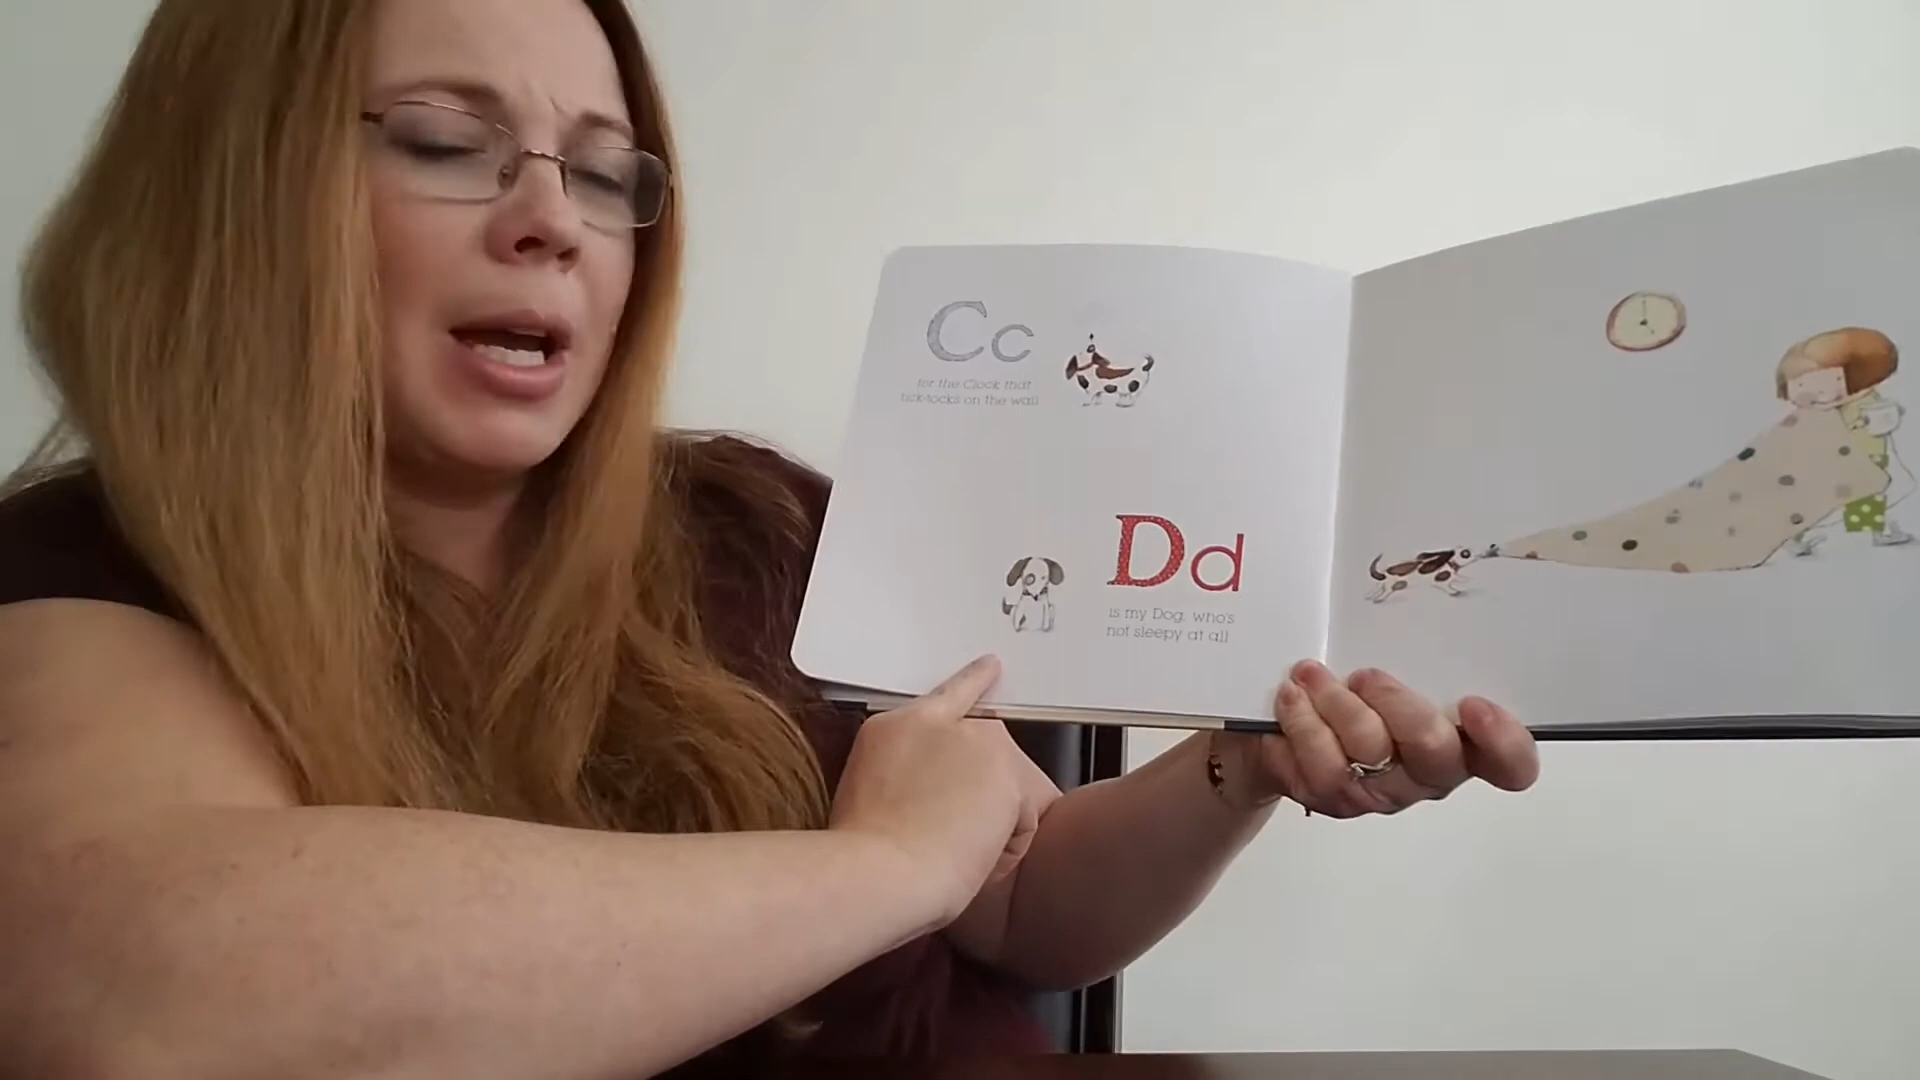 Cc
for the Clock that
tick-tocks on the wall
Dd
is my Dog, who's
not sleepy at all